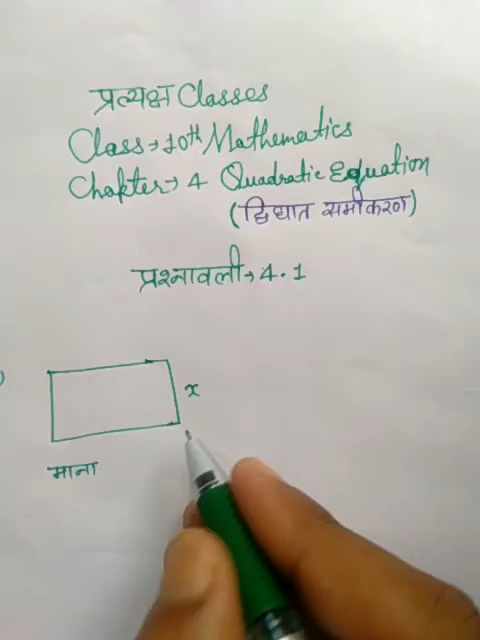 प्रत्यक्ष Classes
Class→10th Mathematics
Chapter→4 Quadratic Equation
(द्विघात समीकरण)
प्रश्नावली→4.1
x
माना